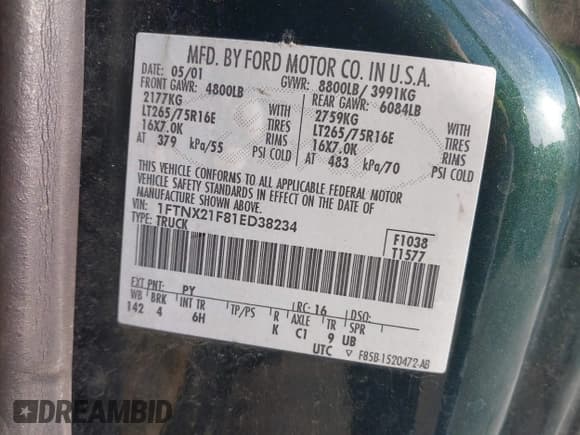 MFD. BY FORD MOTOR CO. IN U.S.A.
DATE: 05/01 GVWR: 8800LB/ 3991KG
FRONT GAWR: 4800LB REAR GAWR: 6084LB
2177KG WITH 2759KG WITH
LT265/75R16E TIRES LT265/75R16E TIRES
16X7.0K RIMS 16X7.0K RIMS
AT 379 kPa/55 PSI COLD AT 483 kPa/70 PSI COLD
THIS VEHICLE CONFORMS TO ALL APPLICABLE FEDERAL MOTOR
VEHICLE SAFETY STANDARDS IN EFFECT ON THE DATE OF
MANUFACTURE SHOWN ABOVE.
VIN: 1FTNX21F81ED38234 F1038
TYPE: TRUCK T1577
EXT PNT: PY RC: 16 DSO:
WB BRK INT TR TP/PS R AXLE TR SPR
142 4 6H K C1 9 UB
UTC ▽ F85B-1520472-AB
DREAMBID